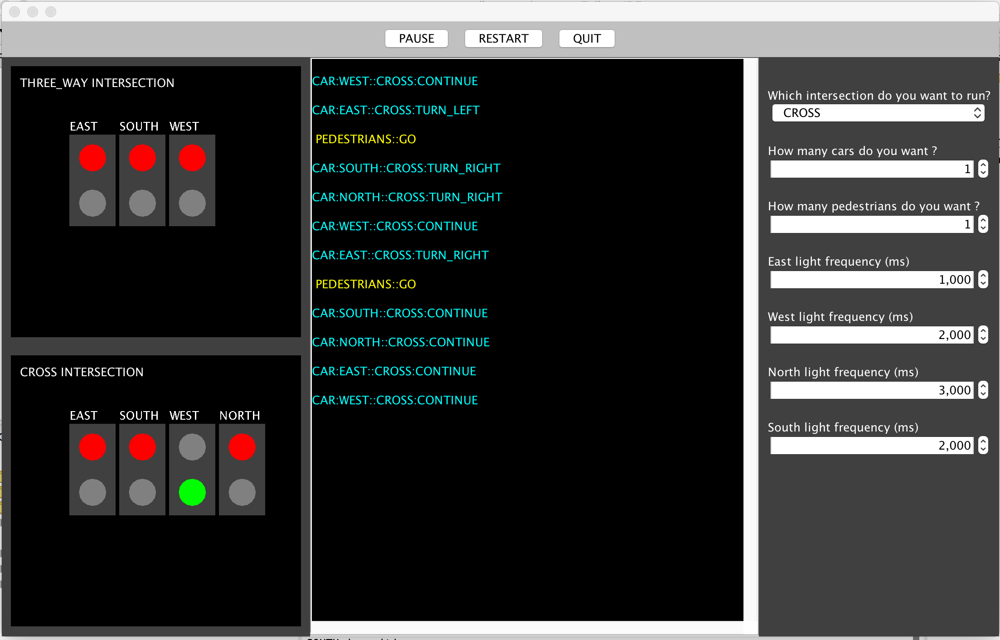 PAUSE RESTART QUIT
THREE_WAY INTERSECTION
EAST SOUTH WEST
CROSS INTERSECTION
EAST SOUTH WEST NORTH
CAR:WEST::CROSS:CONTINUE
CAR:EAST::CROSS:TURN_LEFT
PEDESTRIANS::GO
CAR:SOUTH::CROSS:TURN_RIGHT
CAR:NORTH::CROSS:TURN_RIGHT
CAR:WEST::CROSS:CONTINUE
CAR:EAST::CROSS:TURN_RIGHT
PEDESTRIANS::GO
CAR:SOUTH::CROSS:CONTINUE
CAR:NORTH::CROSS:CONTINUE
CAR:EAST::CROSS:CONTINUE
CAR:WEST::CROSS:CONTINUE
Which intersection do you want to run?
CROSS
How many cars do you want ?
1
How many pedestrians do you want ?
1
East light frequency (ms)
1,000
West light frequency (ms)
2,000
North light frequency (ms)
3,000
South light frequency (ms)
2,000